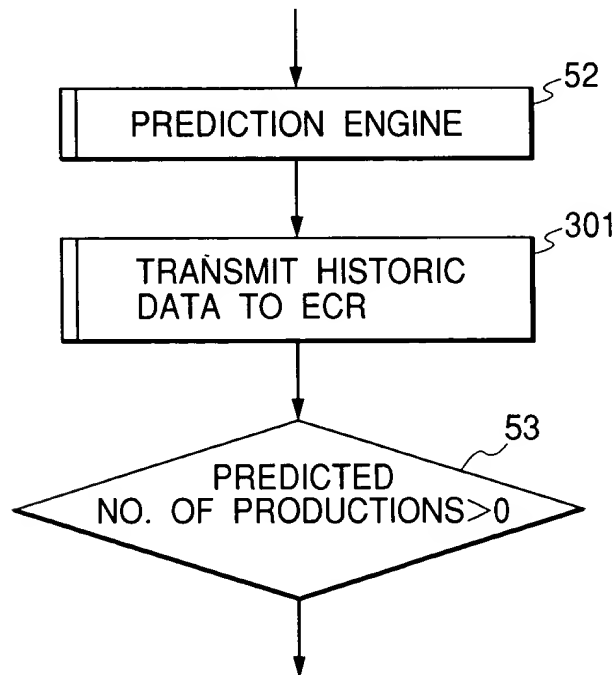 52
PREDICTION ENGINE
301
TRANSMIT HISTORIC
DATA TO ECR
53
PREDICTED
NO. OF PRODUCTIONS>0